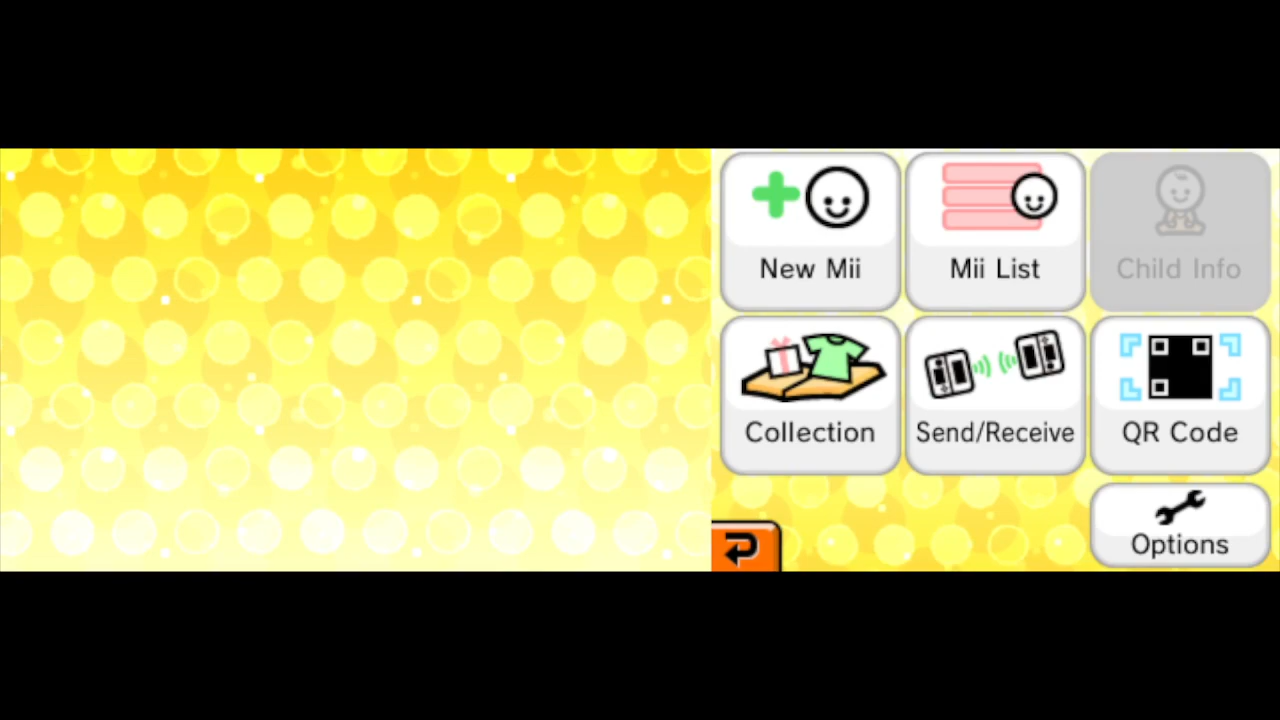 New Mii
Mii List
Child Info
Collection
Send/Receive
QR Code
Options